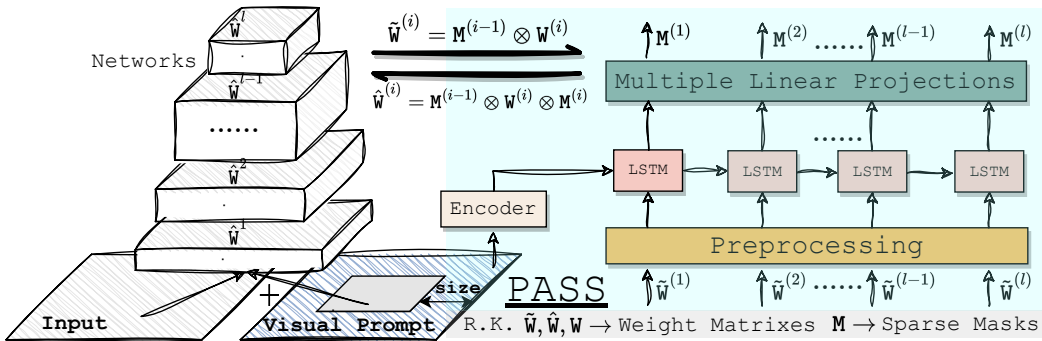 Networks
Ŵ^l
Ŵ^{l-1}
......
Ŵ^2
Ŵ^1
Input
+
Visual Prompt
size
W̃^{(i)} = M^{(i-1)} ⊗ W^{(i)}
Ŵ^{(i)} = M^{(i-1)} ⊗ W^{(i)} ⊗ M^{(i)}
M^{(1)} M^{(2)} ...... M^{(l-1)} M^{(l)}
Multiple Linear Projections
......
LSTM LSTM LSTM LSTM
Encoder
Preprocessing
W̃^{(1)} W̃^{(2)} ...... W̃^{(l-1)} W̃^{(l)}
PASS
R.K. W̃, Ŵ, W → Weight Matrixes M → Sparse Masks